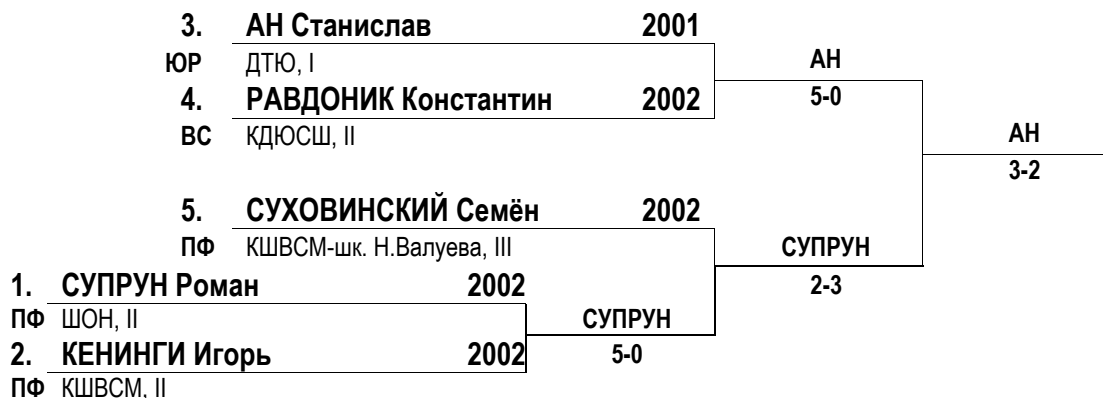 3. АН Станислав 2001
ЮР ДТЮ, I АН
4. РАВДОНИК Константин 2002 5-0
ВС КДЮСШ, II АН
3-2
5. СУХОВИНСКИЙ Семён 2002
ПФ КШВСМ-шк. Н.Валуева, III СУПРУН
1. СУПРУН Роман 2002 2-3
ПФ ШОН, II СУПРУН
2. КЕНИНГИ Игорь 2002 5-0
ПФ КШВСМ, II